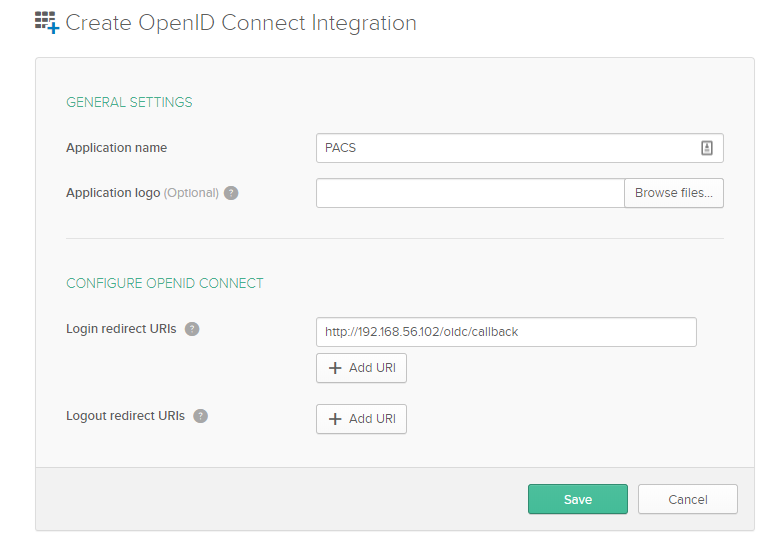 Create OpenID Connect Integration
GENERAL SETTINGS
Application name
PACS
Application logo (Optional) ?
Browse files...
CONFIGURE OPENID CONNECT
Login redirect URIs ?
http://192.168.56.102/oidc/callback
+ Add URI
Logout redirect URIs ?
+ Add URI
Save
Cancel